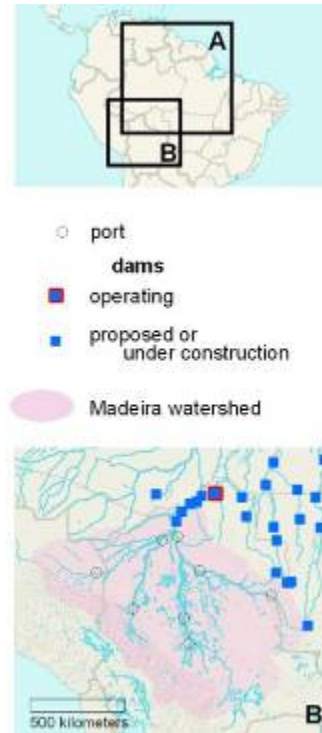 A
B
port
dams
operating
proposed or
under construction
Madeira watershed
500 kilometers
B